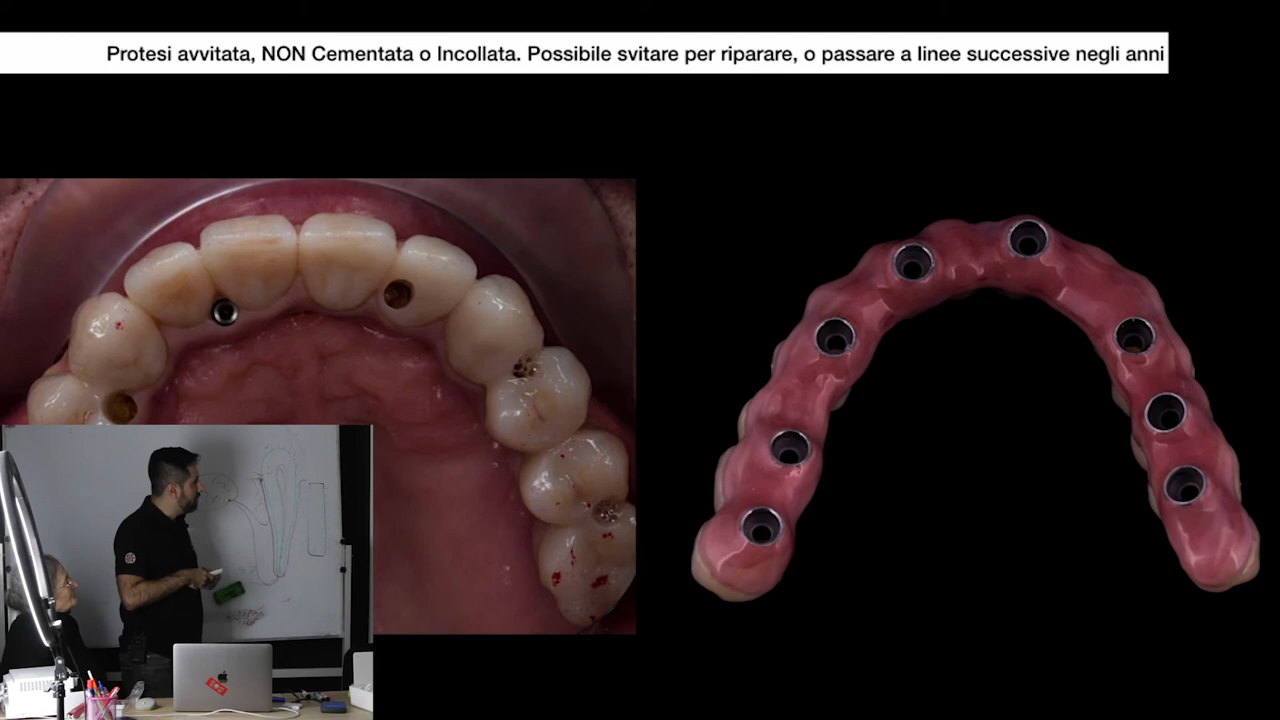 Protesi avvitata, NON Cementata o Incollata. Possibile svitare per riparare, o passare a linee successive negli anni